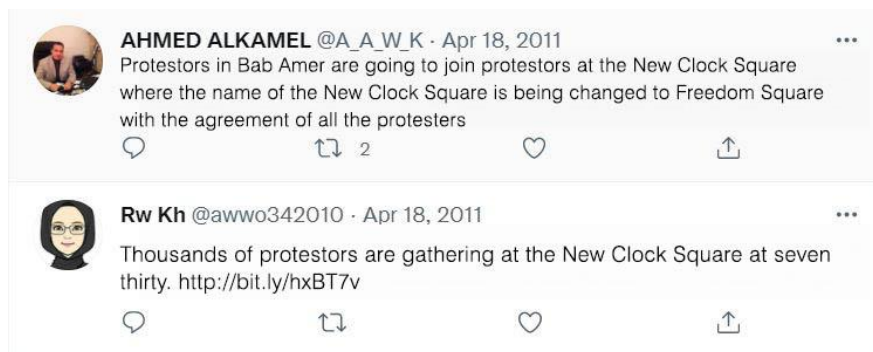 AHMED ALKAMEL @A_A_W_K · Apr 18, 2011
Protestors in Bab Amer are going to join protestors at the New Clock Square
where the name of the New Clock Square is being changed to Freedom Square
with the agreement of all the protesters
2
Rw Kh @awwo342010 · Apr 18, 2011
Thousands of protestors are gathering at the New Clock Square at seven
thirty. http://bit.ly/hxBT7v